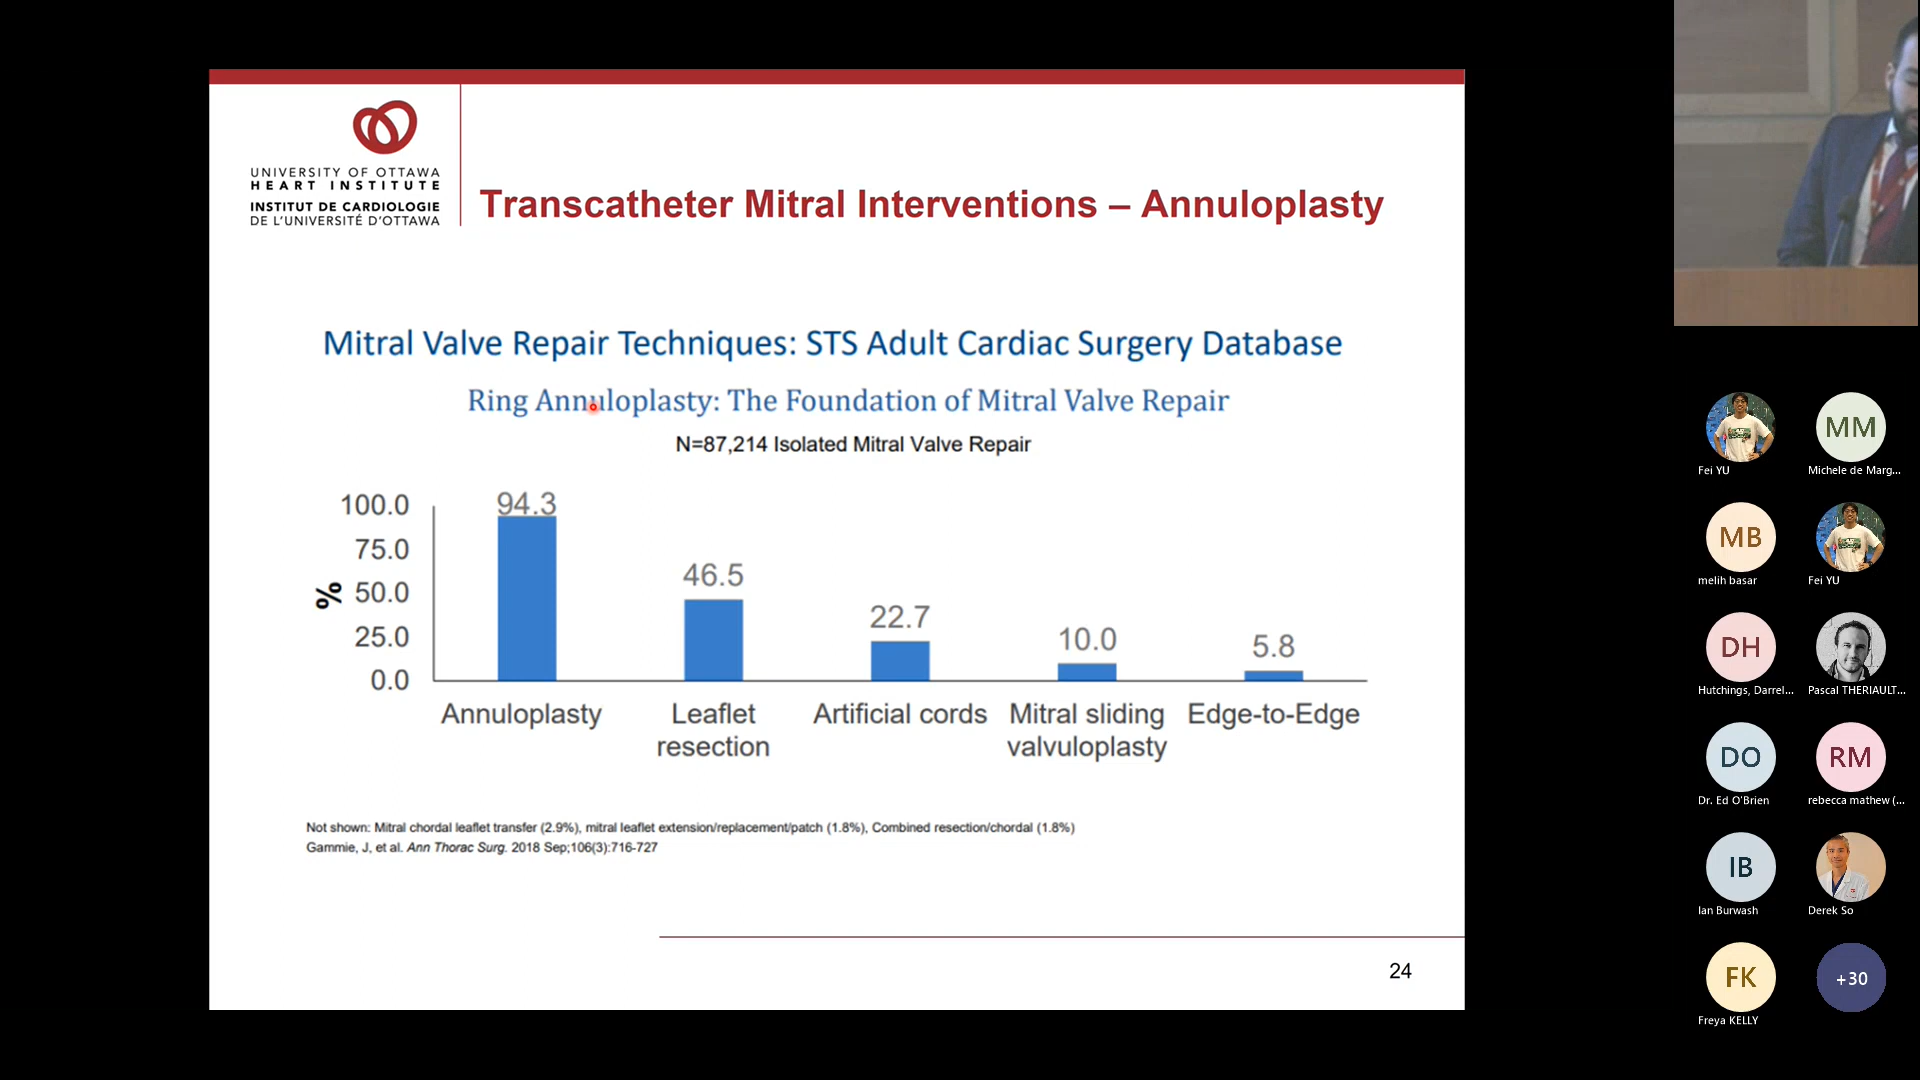 UNIVERSITY OF OTTAWA
HEART INSTITUTE
INSTITUT DE CARDIOLOGIE
DE L'UNIVERSITÉ D'OTTAWA
Transcatheter Mitral Interventions – Annuloplasty
Mitral Valve Repair Techniques: STS Adult Cardiac Surgery Database
Ring Annuloplasty: The Foundation of Mitral Valve Repair
N=87,214 Isolated Mitral Valve Repair
%
100.0
75.0
50.0
25.0
0.0
94.3
46.5
22.7
10.0
5.8
Annuloplasty
Leaflet
resection
Artificial cords
Mitral sliding
valvuloplasty
Edge-to-Edge
Not shown: Mitral chordal leaflet transfer (2.9%), mitral leaflet extension/replacement/patch (1.8%), Combined resection/chordal (1.8%)
Gammie, J, et al. Ann Thorac Surg. 2018 Sep;106(3):716-727
24
Fei YU
MM
Michele de Marg...
MB
melih basar
Fei YU
DH
Hutchings, Darrel...
Pascal THERIAULT...
DO
Dr. Ed O'Brien
RM
rebecca mathew (...
IB
Ian Burwash
Derek So
FK
Freya KELLY
+30